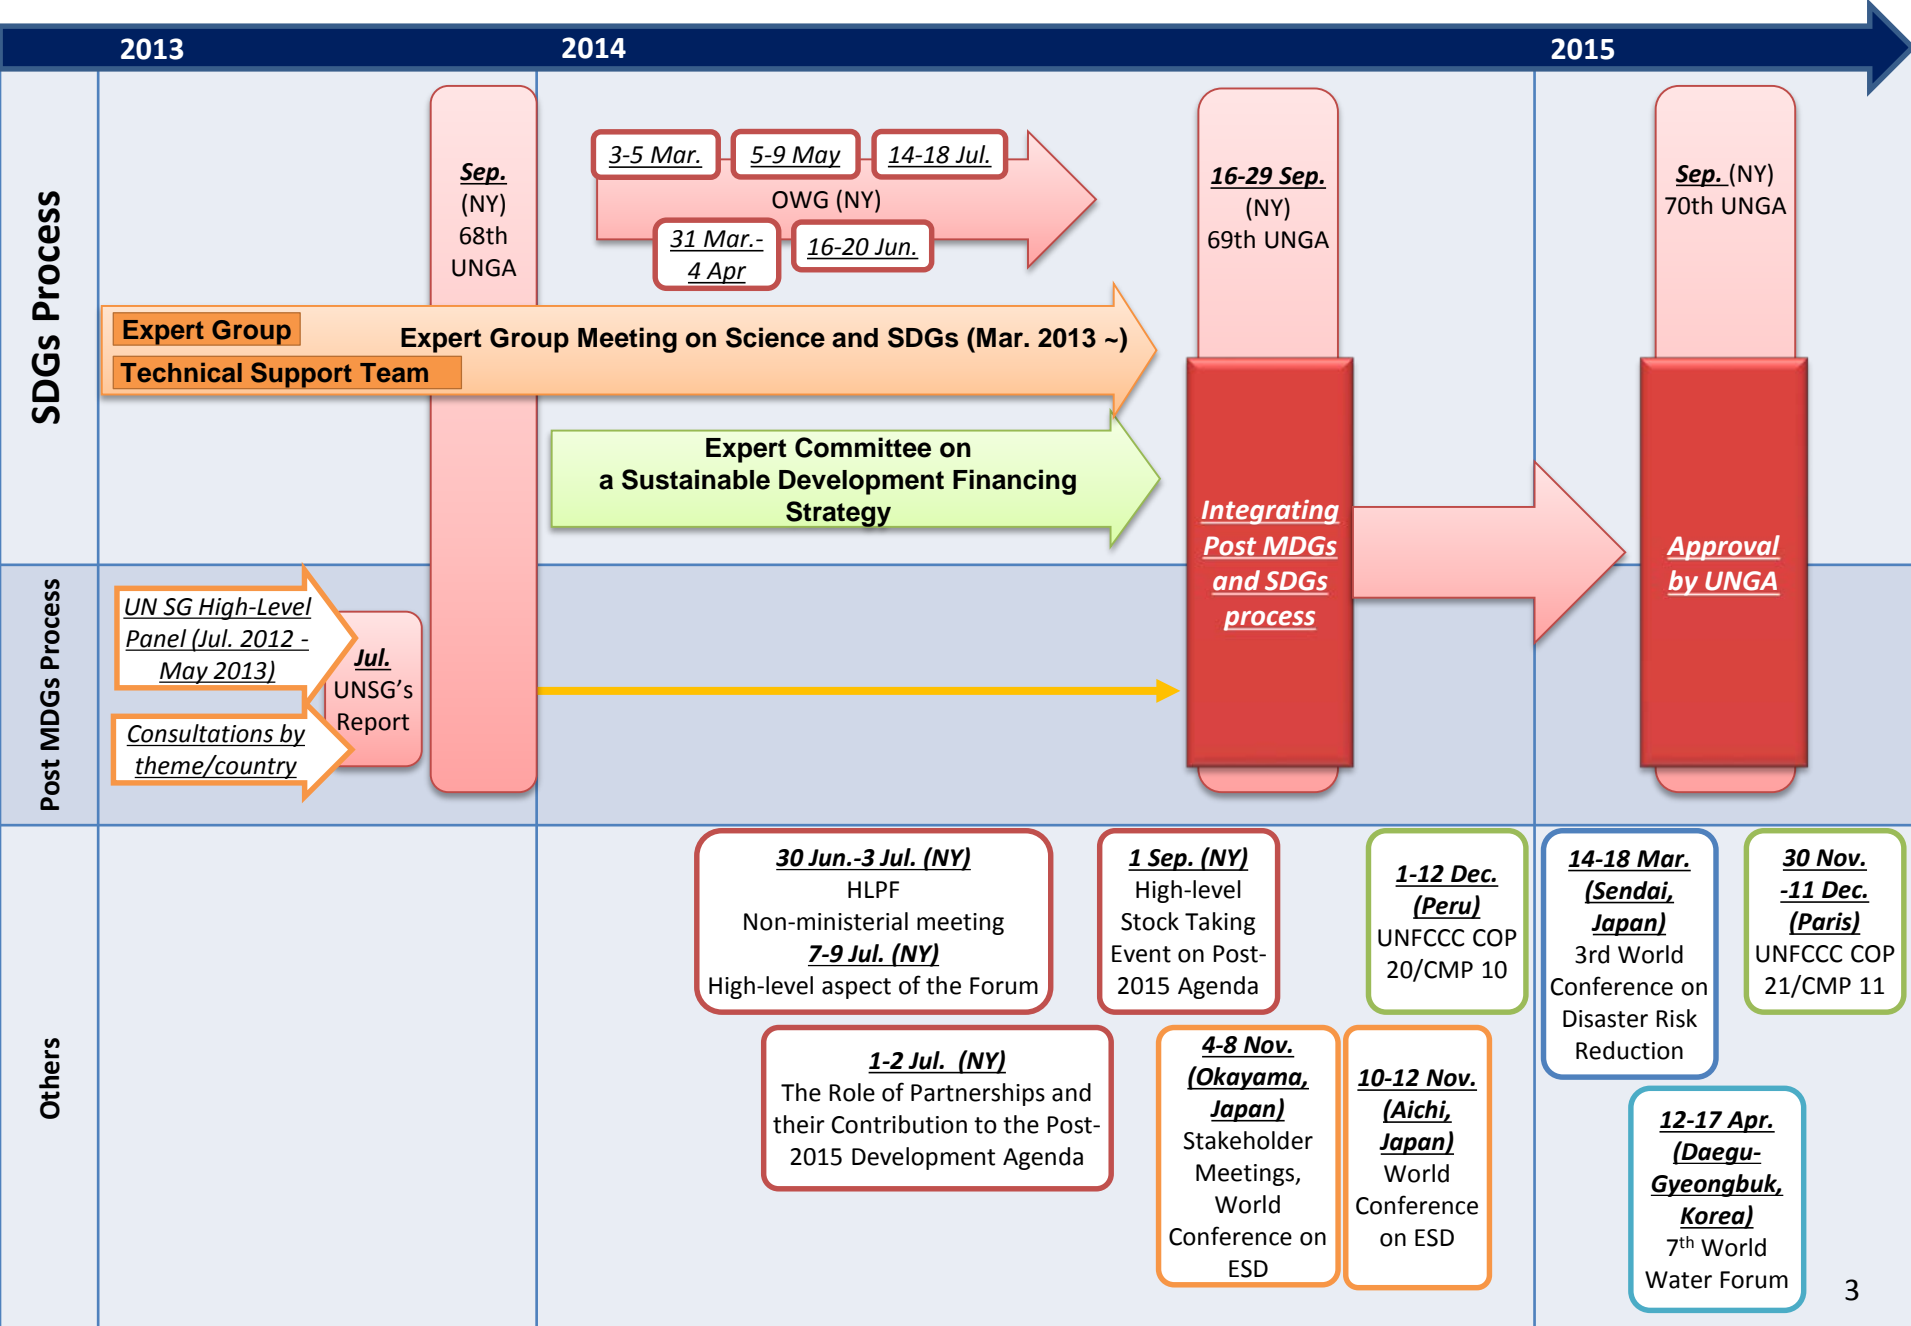 2013
2014
2015
SDGs Process
Sep.
(NY)
68th
UNGA
3-5 Mar.
5-9 May
14-18 Jul.
OWG (NY)
31 Mar.-
4 Apr
16-20 Jun.
16-29 Sep.
(NY)
69th UNGA
Sep. (NY)
70th UNGA
Expert Group
Technical Support Team
Expert Group Meeting on Science and SDGs (Mar. 2013 ~)
Expert Committee on
a Sustainable Development Financing
Strategy
Integrating
Post MDGs
and SDGs
process
Approval
by UNGA
Post MDGs Process
UN SG High-Level
Panel (Jul. 2012 -
May 2013)
Consultations by
theme/country
Jul.
UNSG's
Report
Others
30 Jun.-3 Jul. (NY)
HLPF
Non-ministerial meeting
7-9 Jul. (NY)
High-level aspect of the Forum
1 Sep. (NY)
High-level
Stock Taking
Event on Post-
2015 Agenda
1-12 Dec.
(Peru)
UNFCCC COP
20/CMP 10
14-18 Mar.
(Sendai,
Japan)
3rd World
Conference on
Disaster Risk
Reduction
30 Nov.
-11 Dec.
(Paris)
UNFCCC COP
21/CMP 11
1-2 Jul. (NY)
The Role of Partnerships and
their Contribution to the Post-
2015 Development Agenda
4-8 Nov.
(Okayama,
Japan)
Stakeholder
Meetings,
World
Conference on
ESD
10-12 Nov.
(Aichi,
Japan)
World
Conference
on ESD
12-17 Apr.
(Daegu-
Gyeongbuk,
Korea)
7th World
Water Forum
3